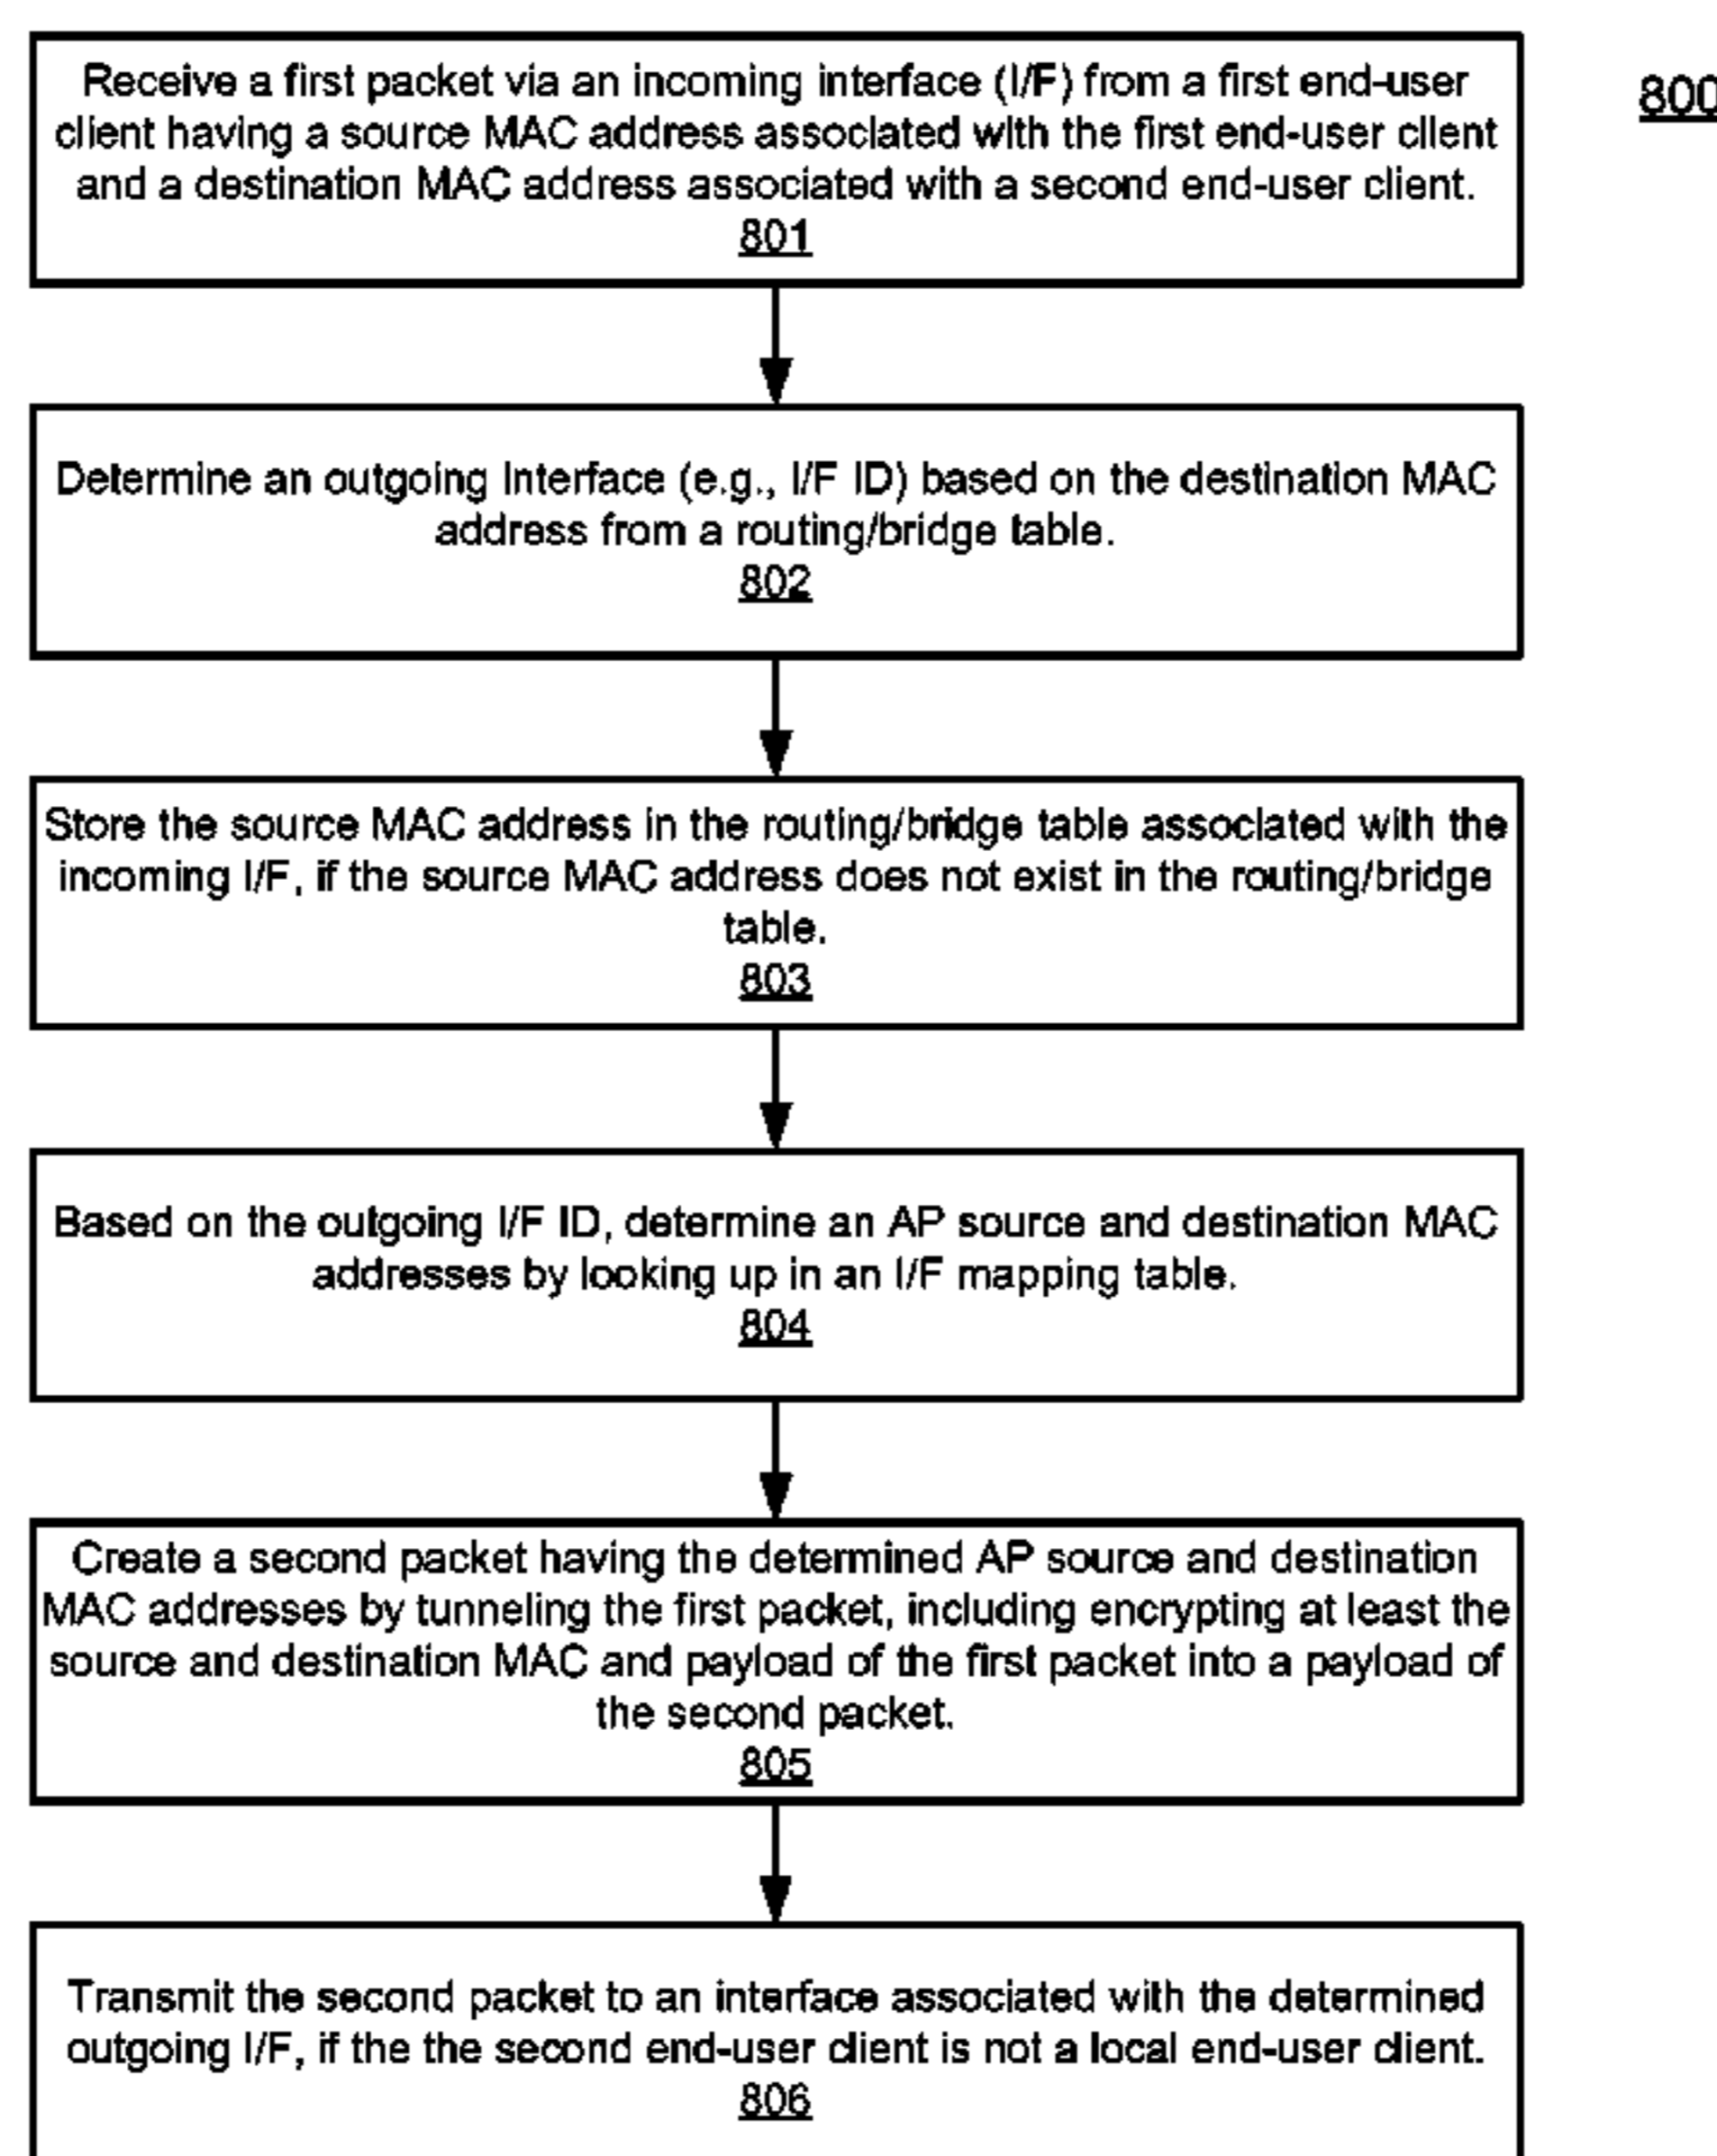 Receive a first packet via an incoming interface (I/F) from a first end-user
client having a source MAC address associated with the first end-user client
and a destination MAC address associated with a second end-user client.
801
800
Determine an outgoing Interface (e.g., I/F ID) based on the destination MAC
address from a routing/bridge table.
802
Store the source MAC address in the routing/bridge table associated with the
incoming I/F, if the source MAC address does not exist in the routing/bridge
table.
803
Based on the outgoing I/F ID, determine an AP source and destination MAC
addresses by looking up in an I/F mapping table.
804
Create a second packet having the determined AP source and destination
MAC addresses by tunneling the first packet, including encrypting at least the
source and destination MAC and payload of the first packet into a payload of
the second packet.
805
Transmit the second packet to an interface associated with the determined
outgoing I/F, if the the second end-user client is not a local end-user client.
806